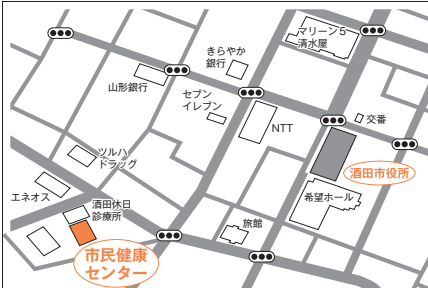 マリーン5
清水屋
きらやか
銀行
山形銀行
セブン
イレブン
NTT
交番
ツルハ
ドラッグ
酒田市役所
エネオス
酒田休日
診療所
希望ホール
旅館
市民健康
センター